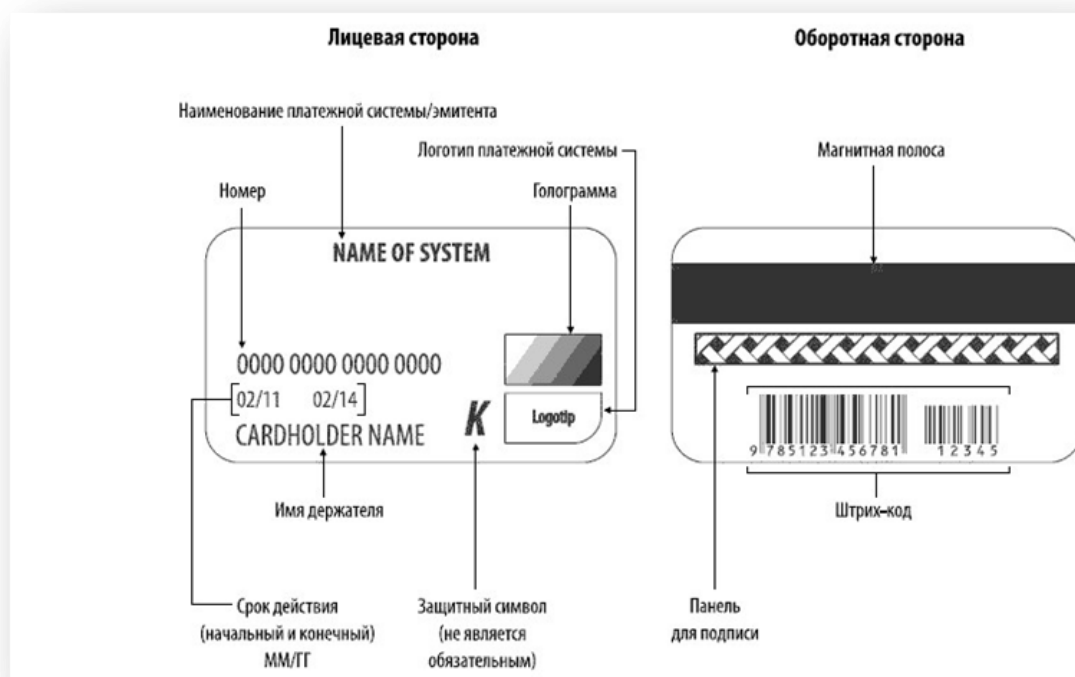 Лицевая сторона
Оборотная сторона
Наименование платежной системы/эмитента
Логотип платежной системы
Магнитная полоса
Номер
Голограмма
NAME OF SYSTEM
0000 0000 0000 0000
02/11 02/14
CARDHOLDER NAME
K
Logotip
9 785123 456781
12345
Имя держателя
Штрих-код
Срок действия
(начальный и конечный)
ММ/ГГ
Защитный символ
(не является
обязательным)
Панель
для подписи